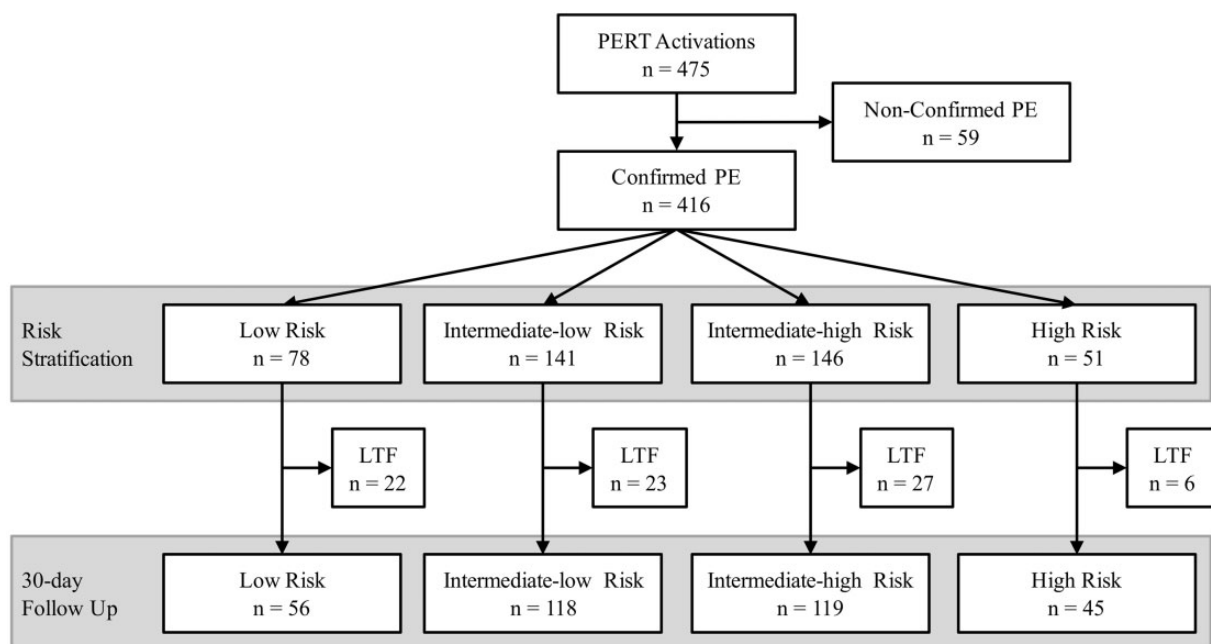 PERT Activations
n = 475
Non-Confirmed PE
n = 59
Confirmed PE
n = 416
Risk
Stratification
Low Risk
n = 78
Intermediate-low Risk
n = 141
Intermediate-high Risk
n = 146
High Risk
n = 51
LTF
n = 22
LTF
n = 23
LTF
n = 27
LTF
n = 6
30-day
Follow Up
Low Risk
n = 56
Intermediate-low Risk
n = 118
Intermediate-high Risk
n = 119
High Risk
n = 45